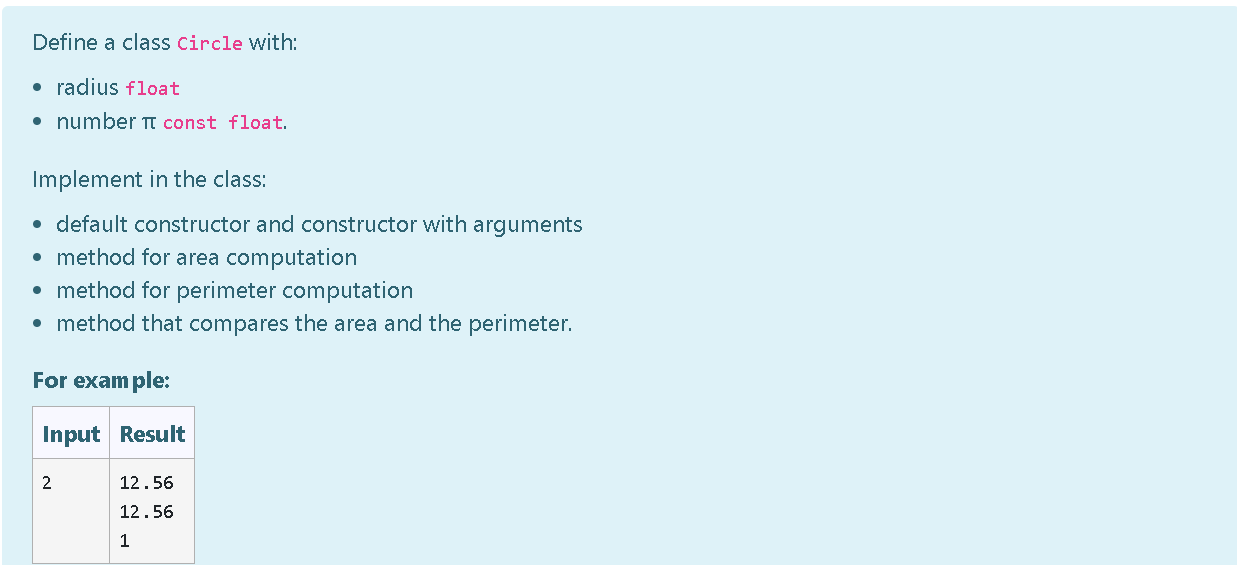 Define a class Circle with:
• radius float
• number π const float.
Implement in the class:
• default constructor and constructor with arguments
• method for area computation
• method for perimeter computation
• method that compares the area and the perimeter.
For example:
Input Result
2 12.56
12.56
1